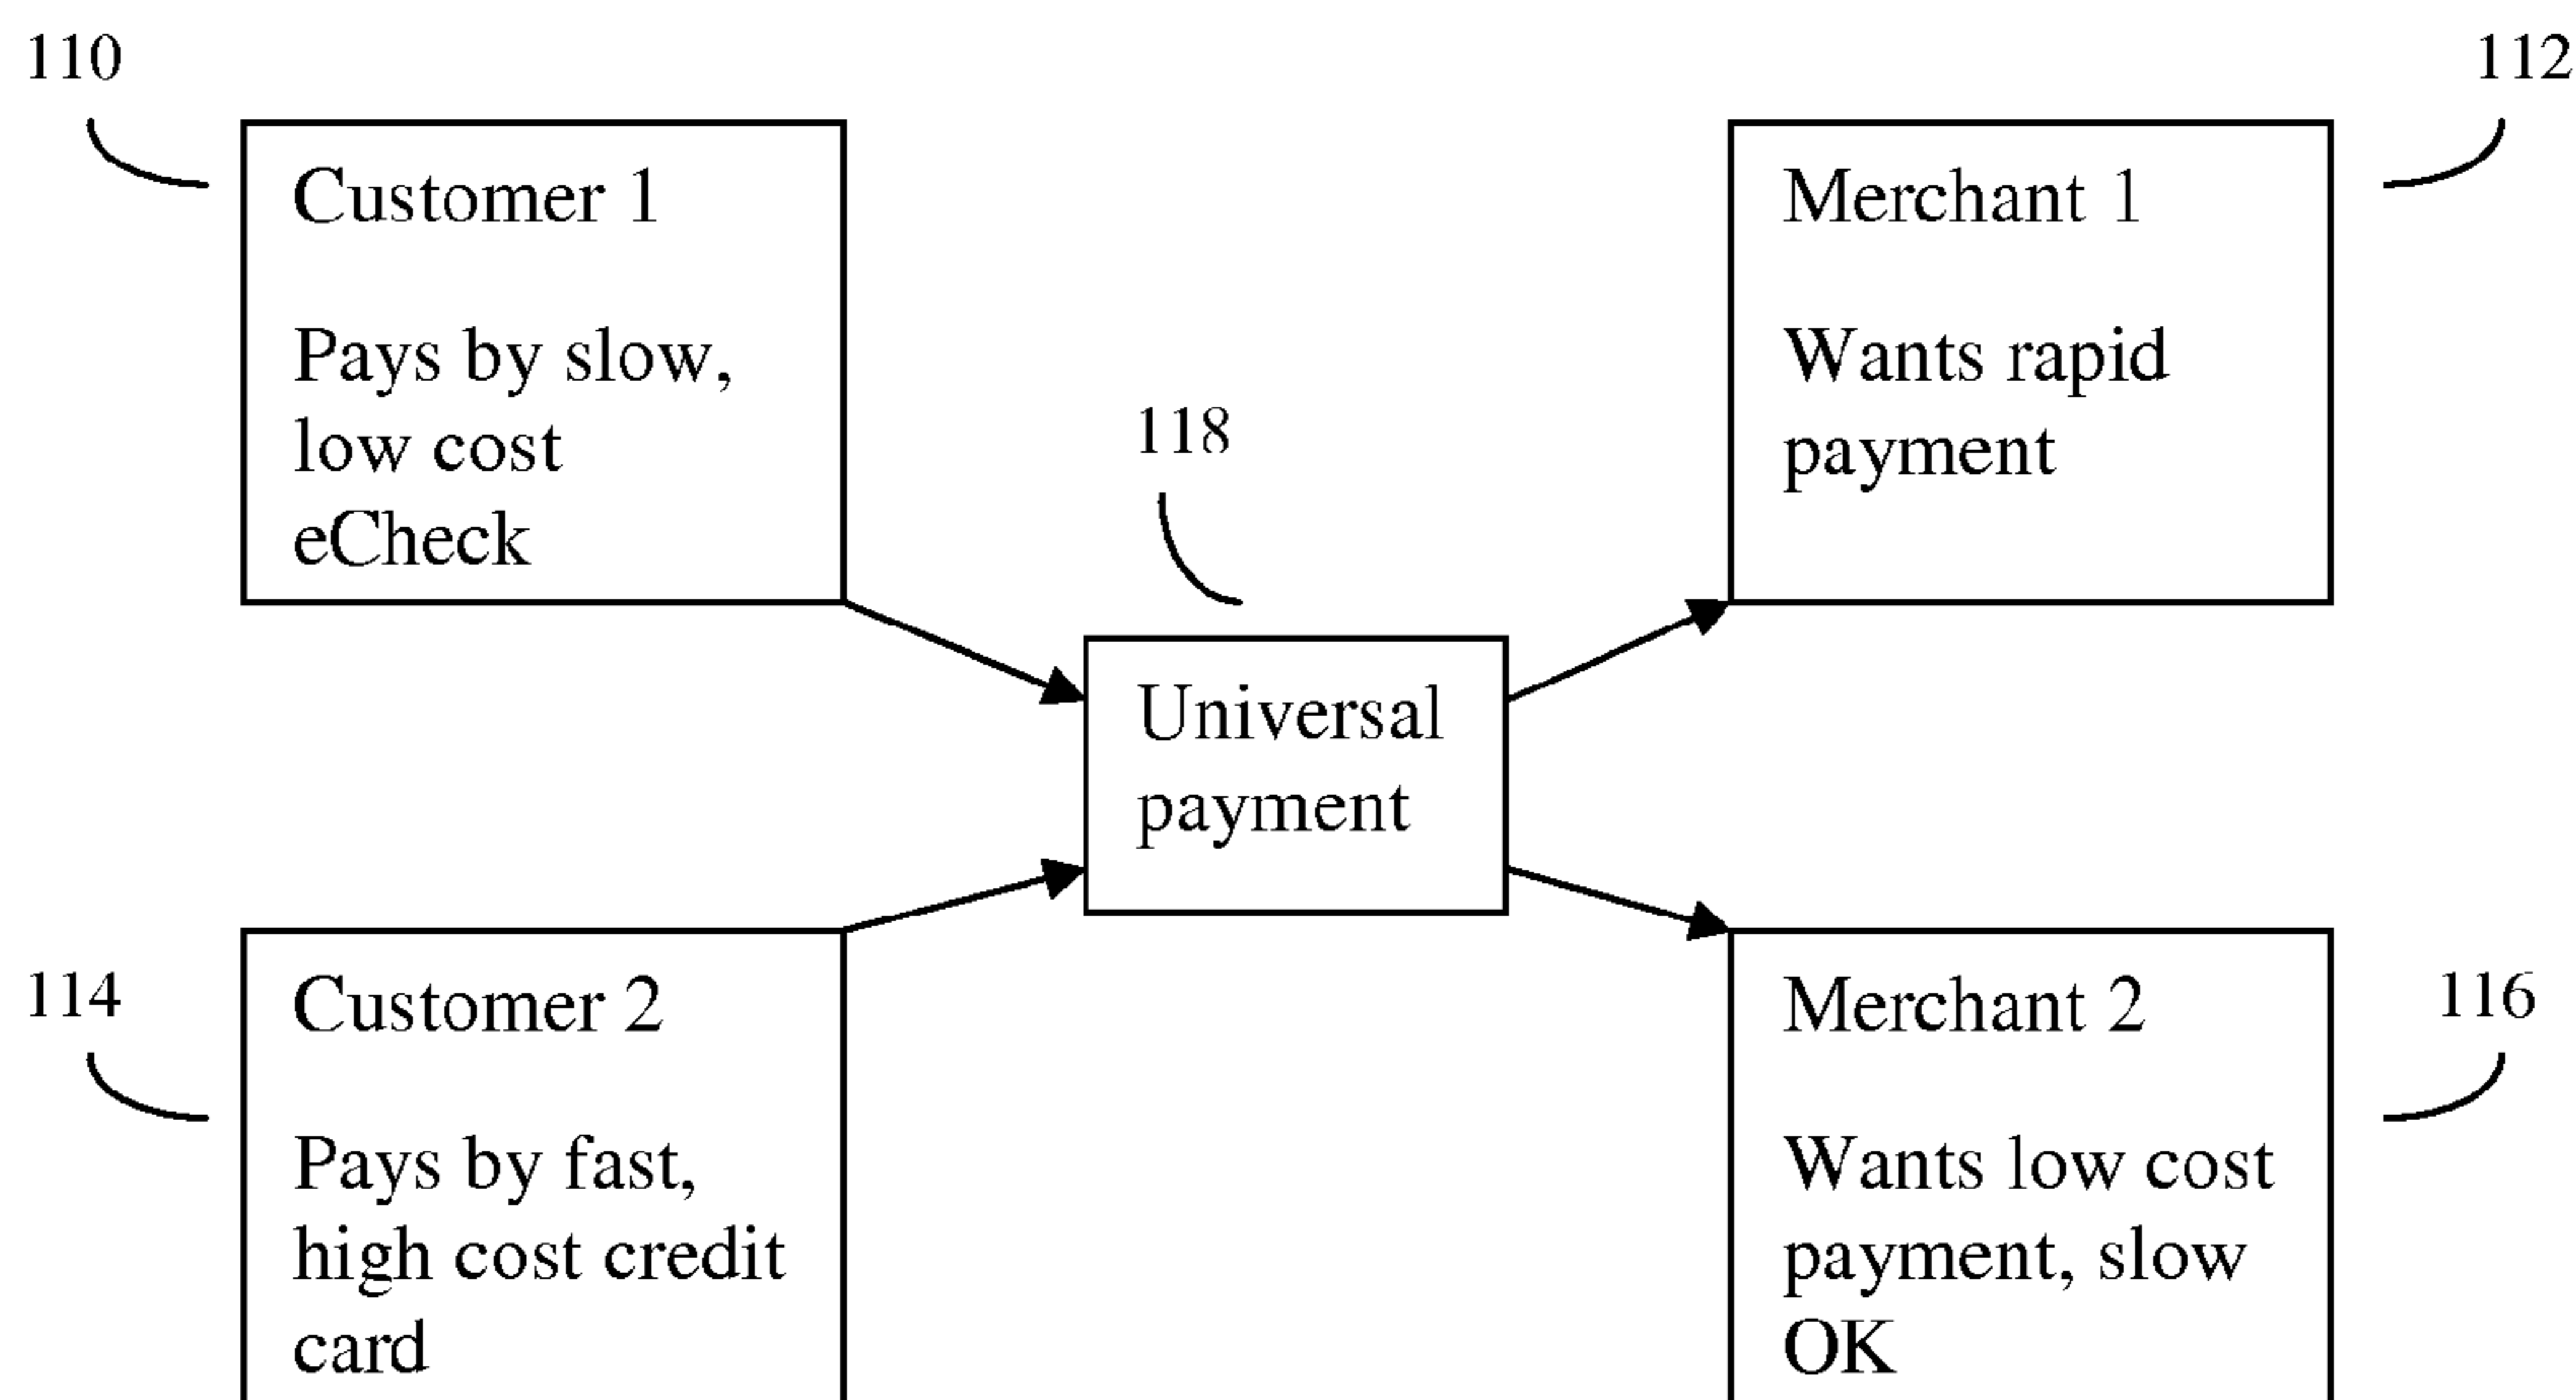 110
112
Customer 1
Pays by slow,
low cost
eCheck
Merchant 1
Wants rapid
payment
118
Universal
payment
114
Customer 2
Pays by fast,
high cost credit
card
116
Merchant 2
Wants low cost
payment, slow
OK